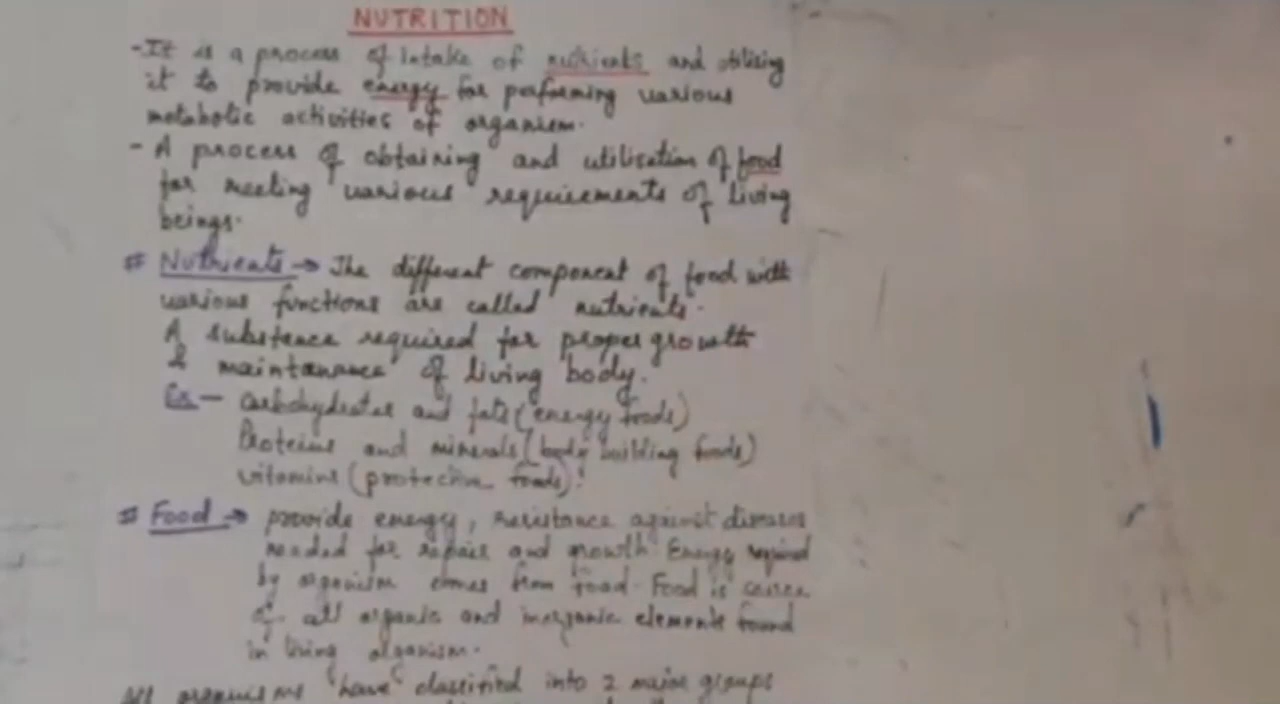 NUTRITION
- It is a process of Intake of nutrients and utilising
it to provide energy for performing various
metabolic activities of organism.
- A process of obtaining and utilisation of food
for meeting various requirements of living
beings.
# Nutrients → The different component of food with
various functions are called nutrients.
A substance required for proper growth
& maintanance of living body.
Ex - carbohydrates and fats (energy foods)
Proteins and minerals (body building foods)
vitamins (protective foods).
# Food → provide energy, resistance against diseases
needed for repair and growth. Energy required
by organism comes from food. Food is source
of all organic and inorganic elements found
in living organism.
All organisms have classified into 2 major groups